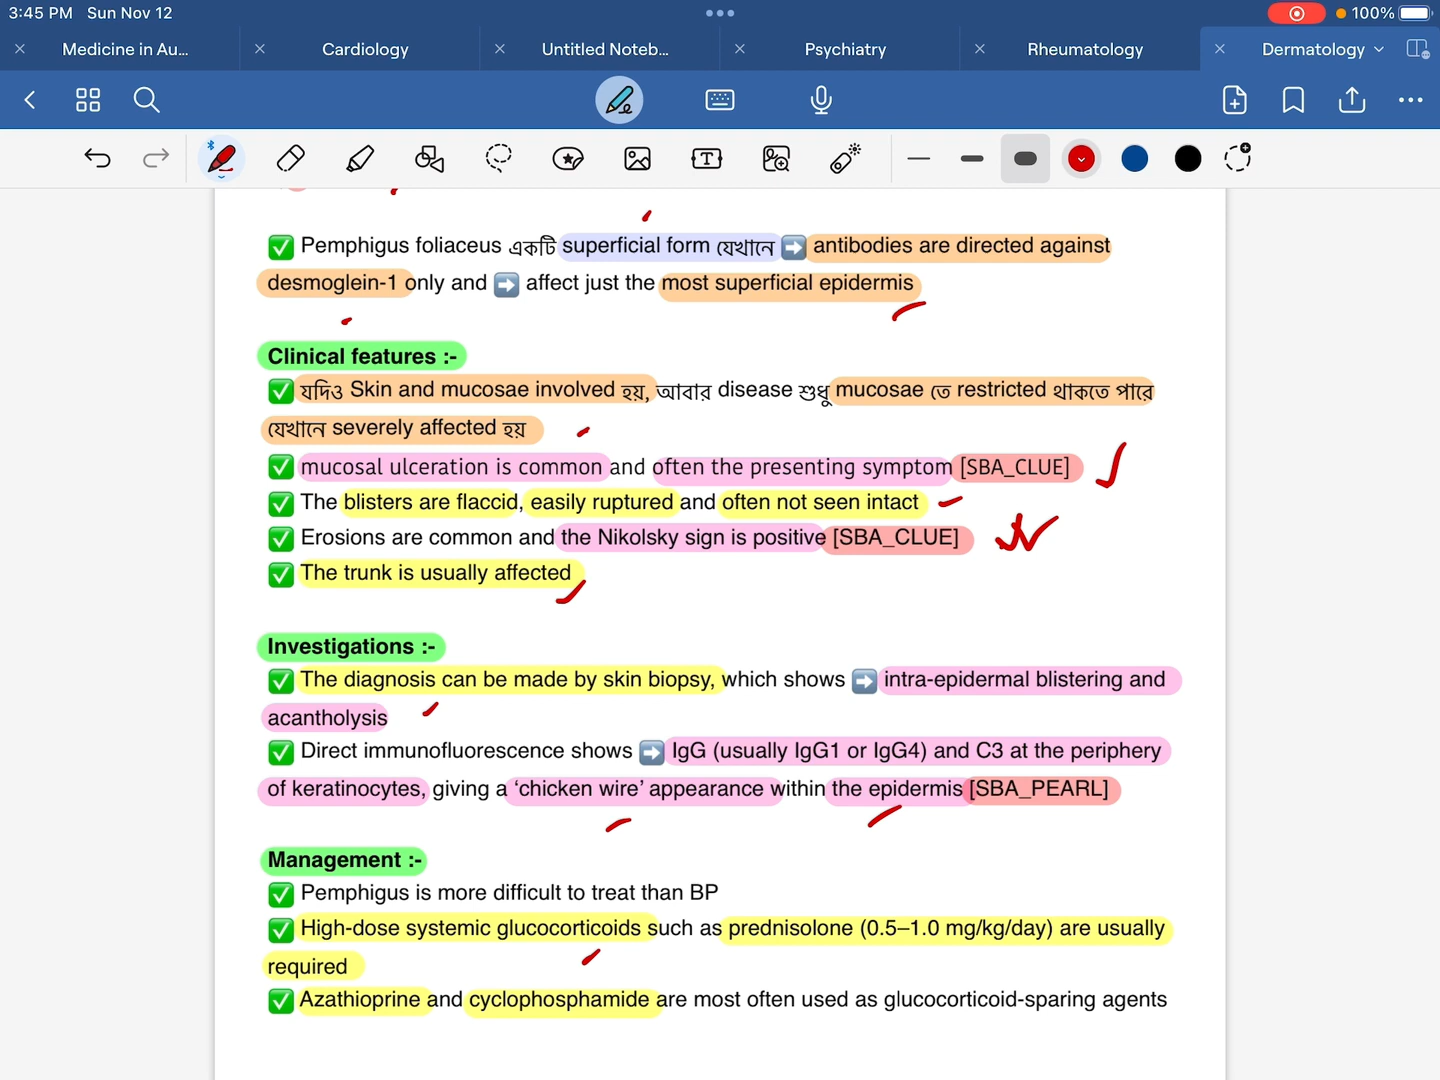 3:45 PM Sun Nov 12
100%
Medicine in Au...
Cardiology
Untitled Noteb...
Psychiatry
Rheumatology
Dermatology
Pemphigus foliaceus একটি superficial form যেখানে ➡️ antibodies are directed against
desmoglein-1 only and ➡️ affect just the most superficial epidermis
Clinical features :-
✅ যদিও Skin and mucosae involved হয়, আবার disease শুধু mucosae তে restricted থাকতে পারে
যেখানে severely affected হয়
✅ mucosal ulceration is common and often the presenting symptom [SBA_CLUE]
✅ The blisters are flaccid, easily ruptured and often not seen intact
✅ Erosions are common and the Nikolsky sign is positive [SBA_CLUE]
✅ The trunk is usually affected
Investigations :-
✅ The diagnosis can be made by skin biopsy, which shows ➡️ intra-epidermal blistering and
acantholysis
✅ Direct immunofluorescence shows ➡️ IgG (usually IgG1 or IgG4) and C3 at the periphery
of keratinocytes, giving a ‘chicken wire’ appearance within the epidermis [SBA_PEARL]
Management :-
✅ Pemphigus is more difficult to treat than BP
✅ High-dose systemic glucocorticoids such as prednisolone (0.5–1.0 mg/kg/day) are usually
required
✅ Azathioprine and cyclophosphamide are most often used as glucocorticoid-sparing agents